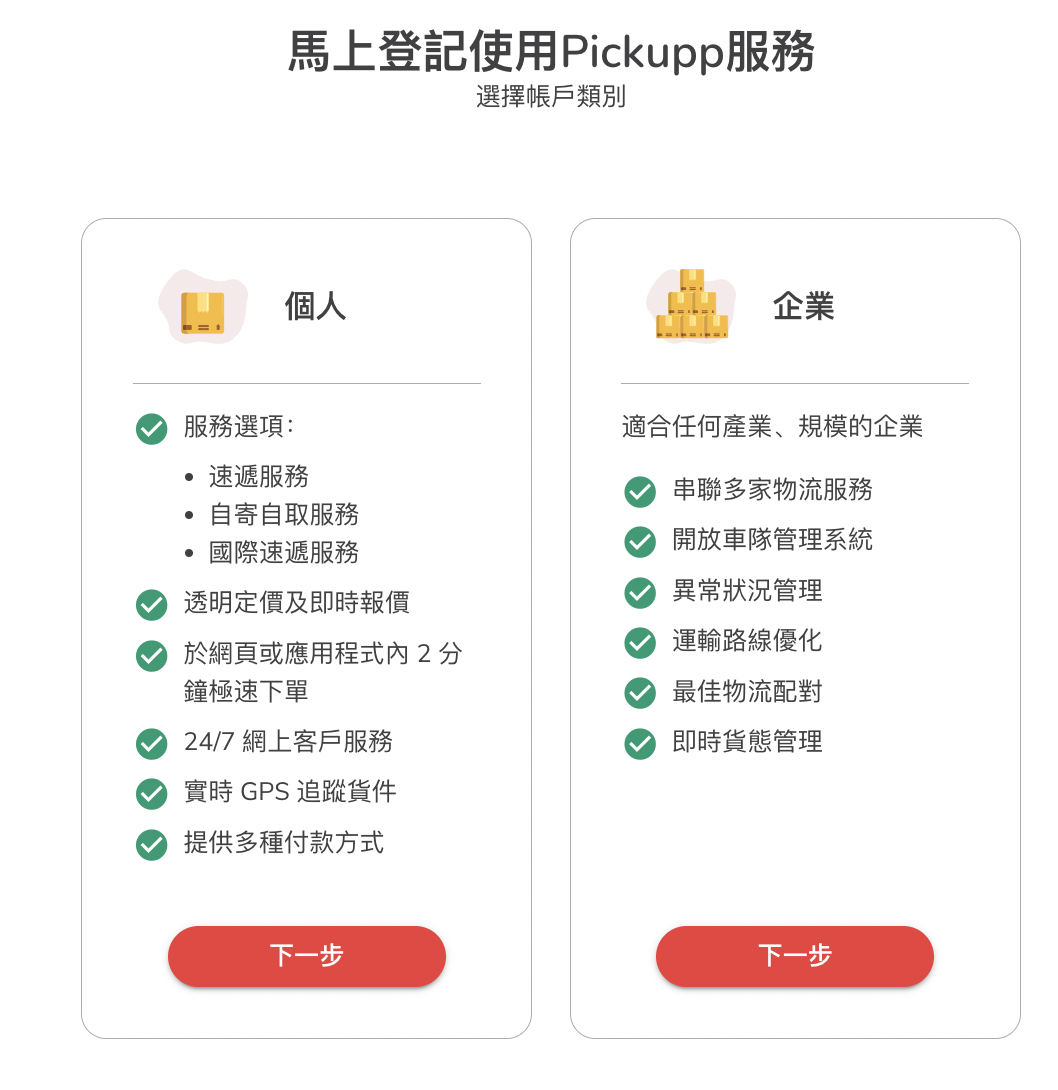 馬上登記使用Pickupp服務
選擇帳戶類別
個人
服務選項：
• 速遞服務
• 自寄自取服務
• 國際速遞服務
透明定價及即時報價
於網頁或應用程式內 2 分
鐘極速下單
24/7 網上客戶服務
實時 GPS 追蹤貨件
提供多種付款方式
下一步
企業
適合任何產業、規模的企業
串聯多家物流服務
開放車隊管理系統
異常狀況管理
運輸路線優化
最佳物流配對
即時貨態管理
下一步